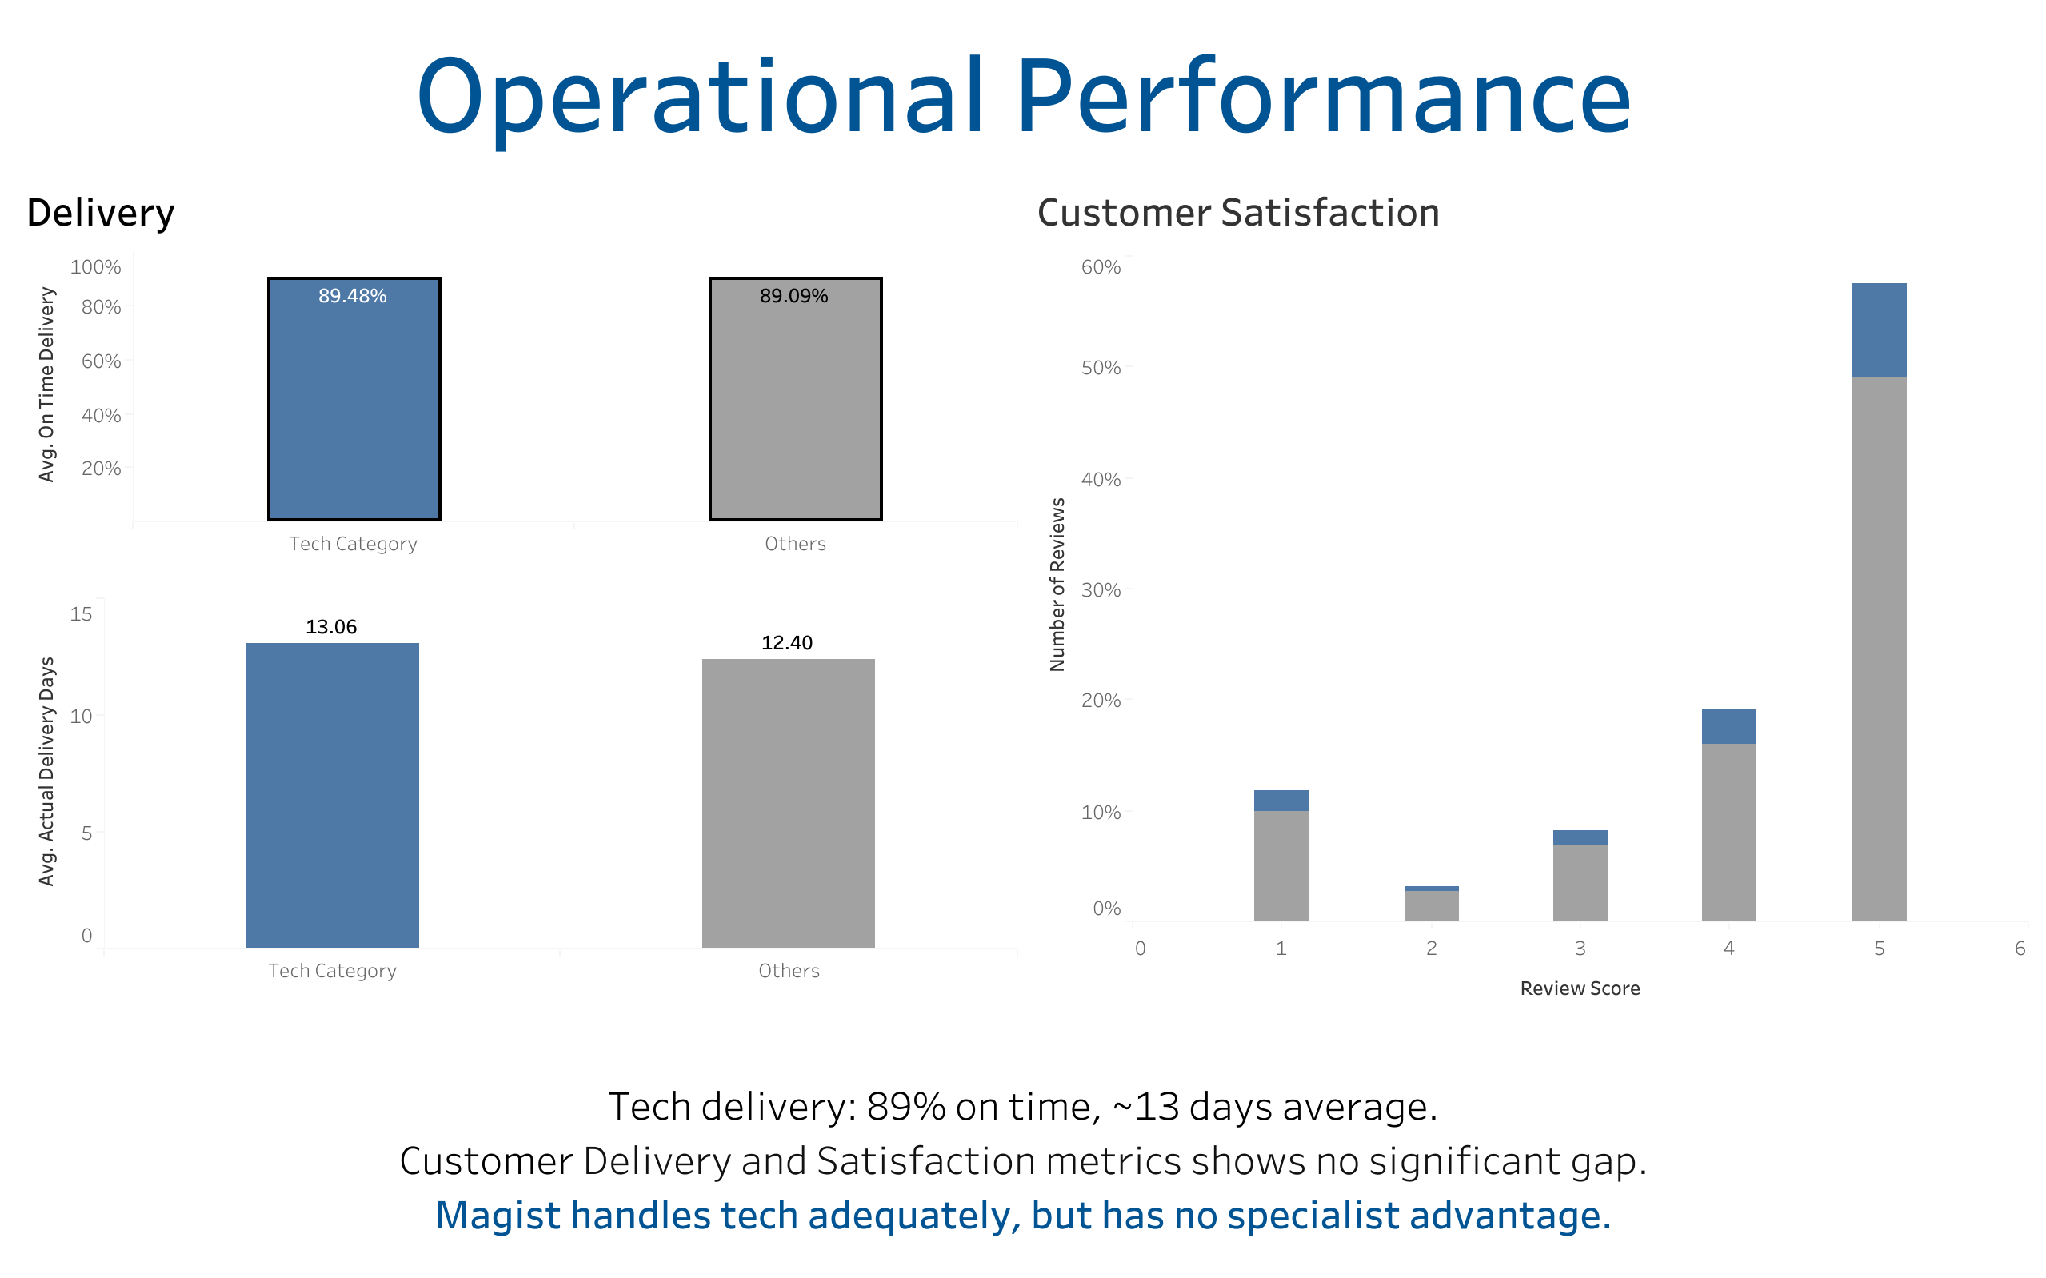 Operational Performance
Delivery
100%
80%
60%
40%
20%
Avg. On Time Delivery
89.48%
89.09%
Tech Category
Others
15
10
5
0
Avg. Actual Delivery Days
13.06
12.40
Tech Category
Others
Customer Satisfaction
60%
50%
40%
30%
20%
10%
0%
Number of Reviews
0
1
2
3
4
5
6
Review Score
Tech delivery: 89% on time, ~13 days average.
Customer Delivery and Satisfaction metrics shows no significant gap.
Magist handles tech adequately, but has no specialist advantage.